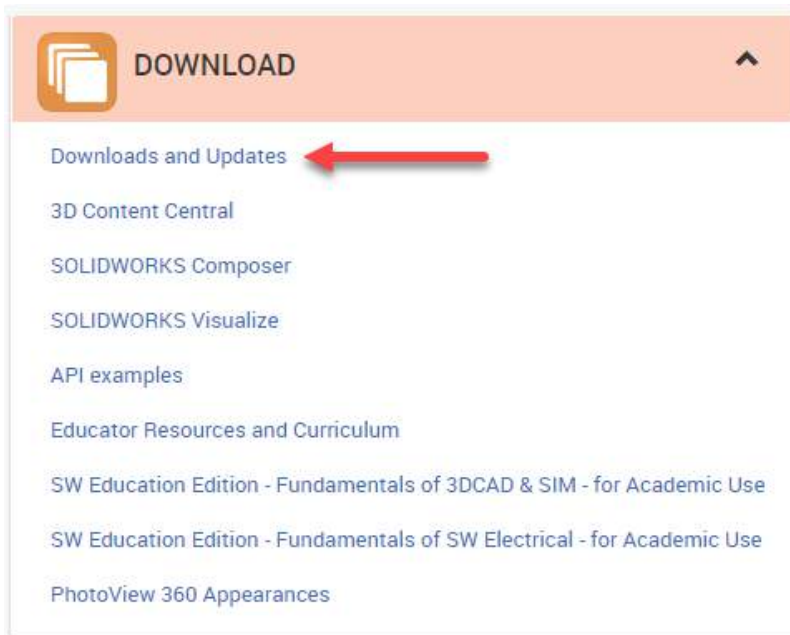 DOWNLOAD
Downloads and Updates
3D Content Central
SOLIDWORKS Composer
SOLIDWORKS Visualize
API examples
Educator Resources and Curriculum
SW Education Edition - Fundamentals of 3DCAD & SIM - for Academic Use
SW Education Edition - Fundamentals of SW Electrical - for Academic Use
PhotoView 360 Appearances